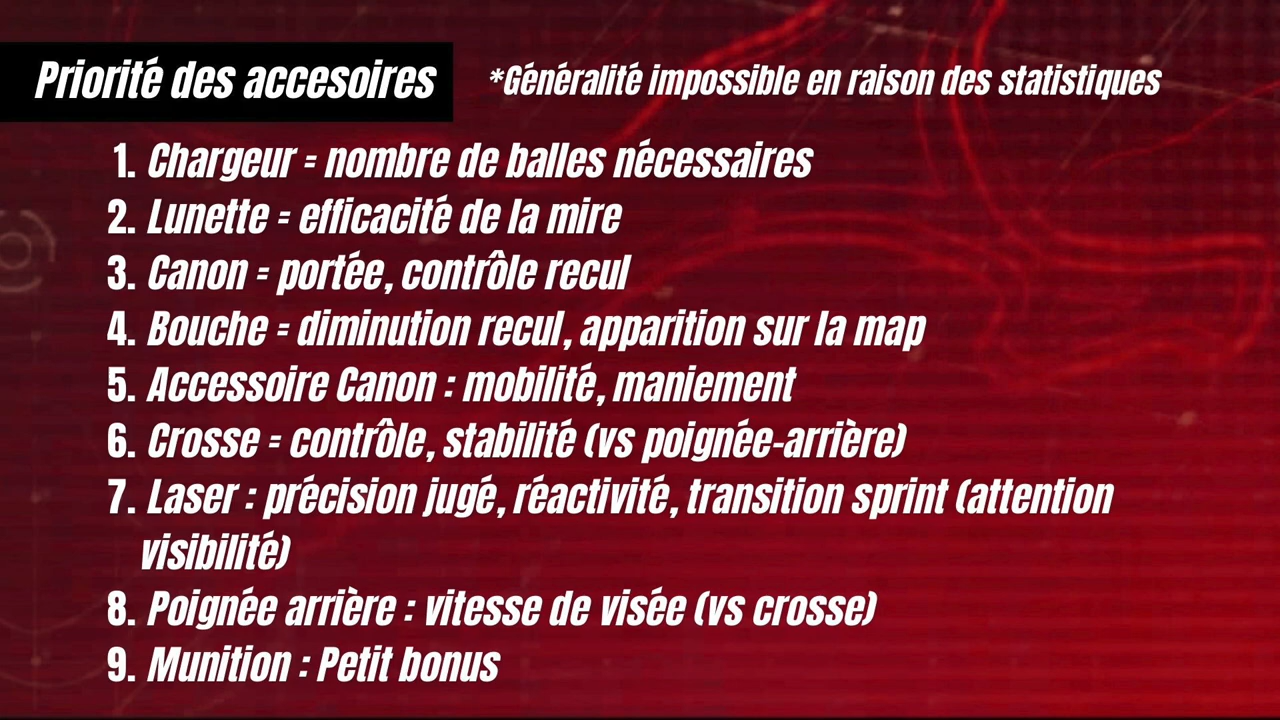 Priorité des accesoires
*Généralité impossible en raison des statistiques
1. Chargeur = nombre de balles nécessaires
2. Lunette = efficacité de la mire
3. Canon = portée, contrôle recul
4. Bouche = diminution recul, apparition sur la map
5. Accessoire Canon : mobilité, maniement
6. Crosse = contrôle, stabilité (vs poignée-arrière)
7. Laser : précision jugé, réactivité, transition sprint (attention
visibilité)
8. Poignée arrière : vitesse de visée (vs crosse)
9. Munition : Petit bonus